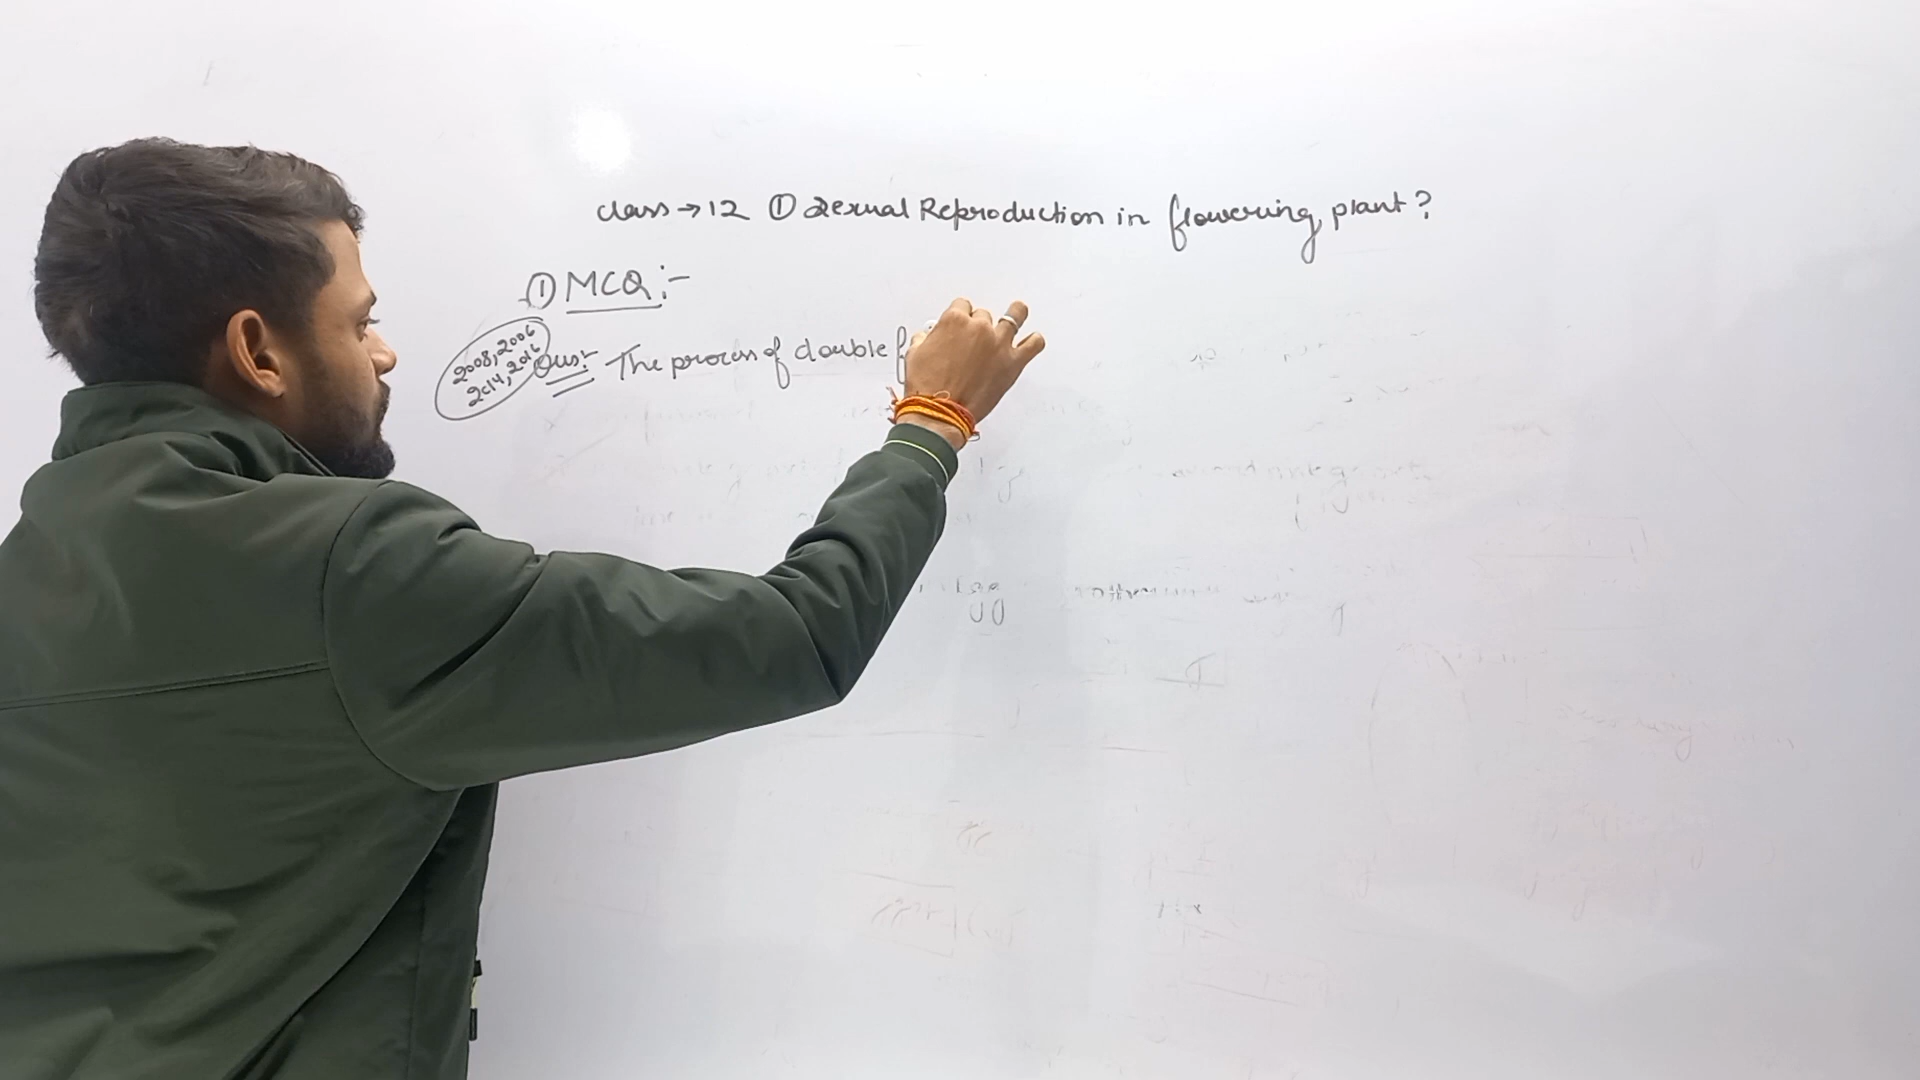 class → 12 ① Sexual Reproduction in flowering plant?
① MCQ :-
2008, 2006
2014, 2016
Ques:- The process of double f